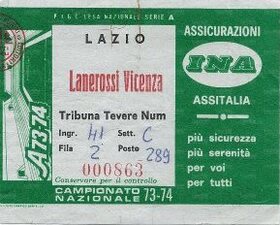 F I G C LEGA NAZIONALE SERIE A
LAZIO
Lanerossi Vicenza
Tribuna Tevere Num
Ingr. 41 Sett. C
Fila 2 Posto 289
000863
Conservare per il controllo
CAMPIONATO
NAZIONALE 73-74
A 73 74
ASSICURAZIONI
INA
ASSITALIA
più sicurezza
più serenità
per voi
per tutti